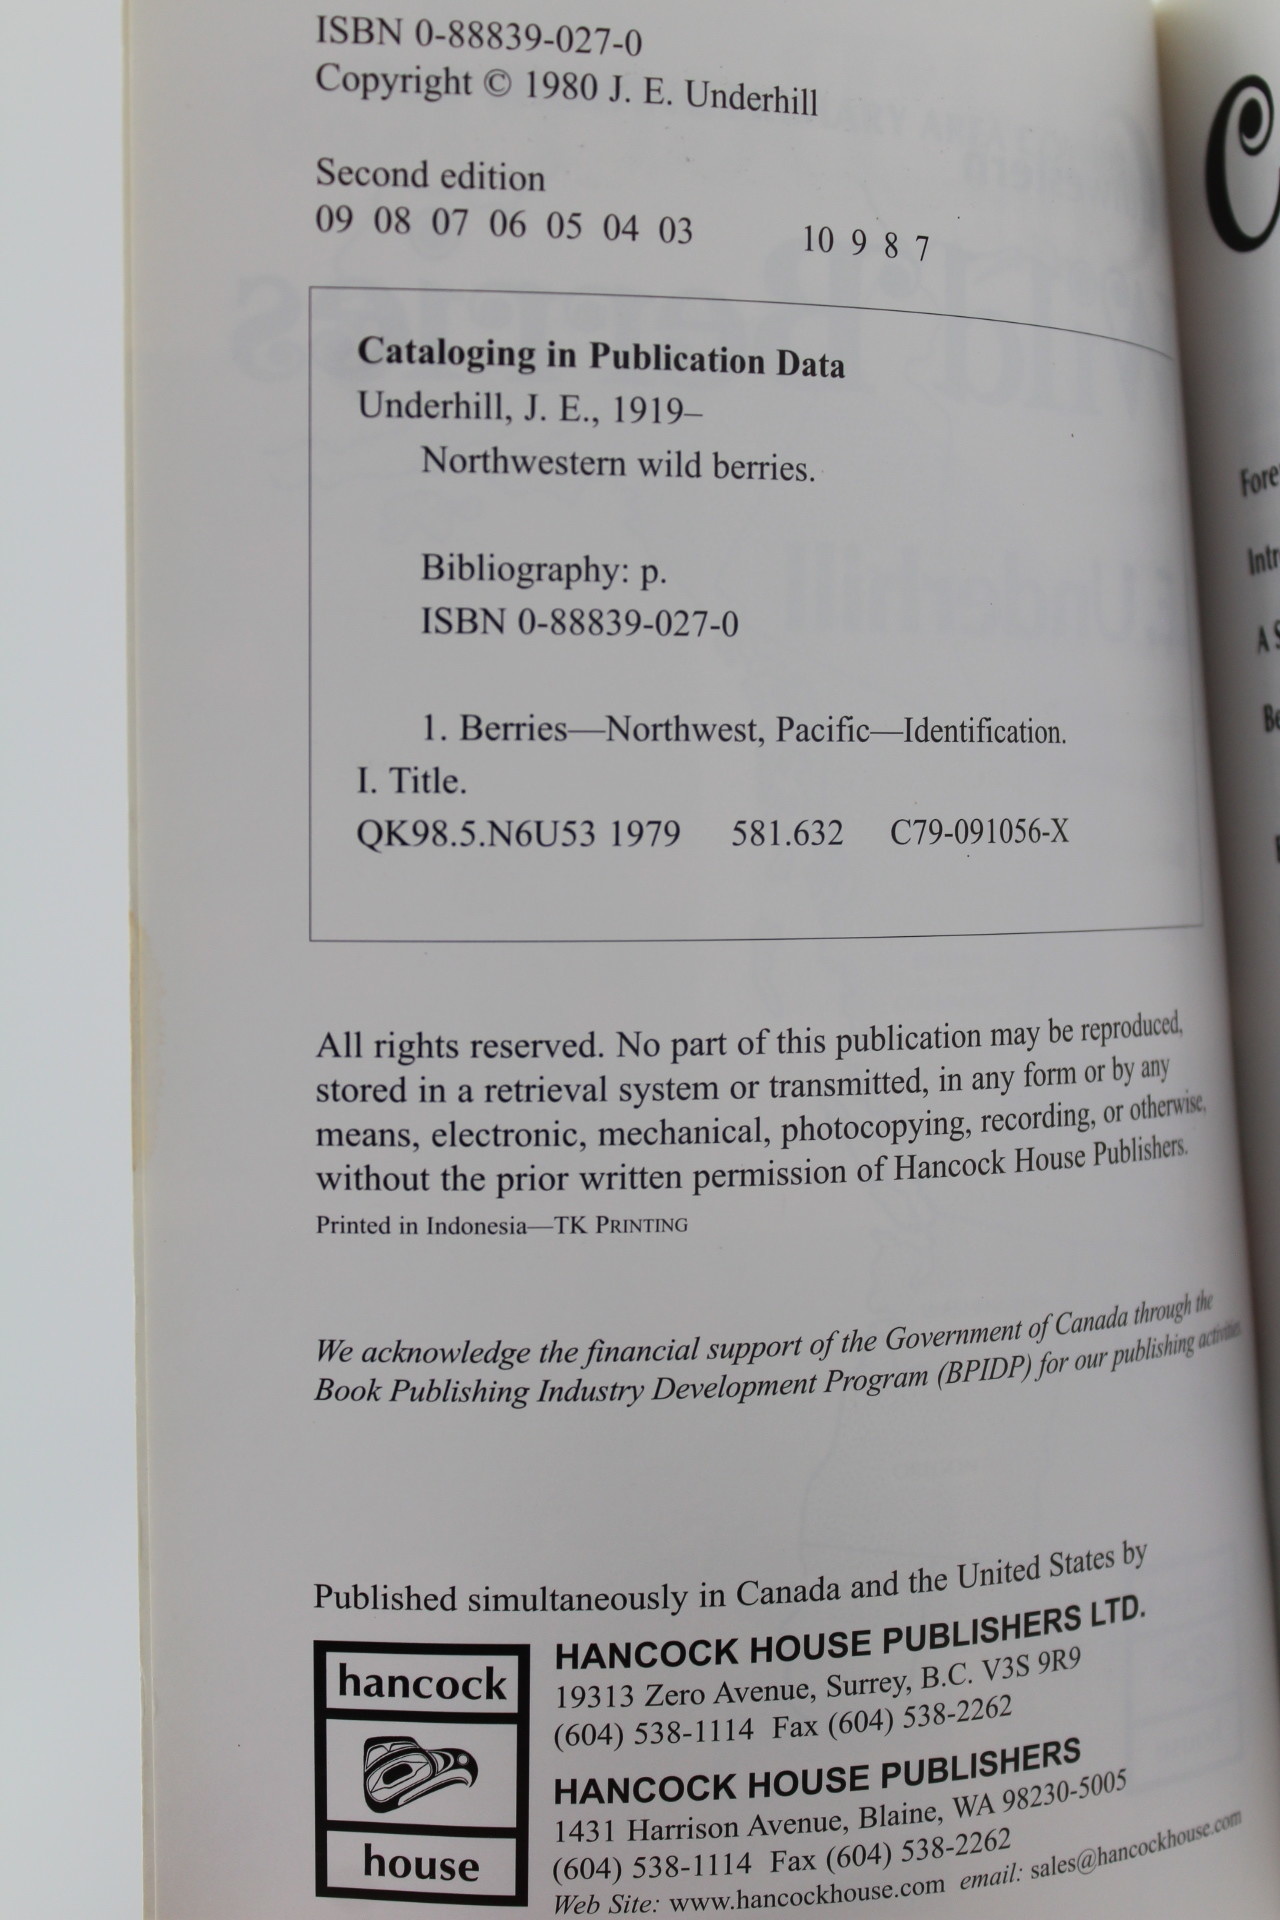 ISBN 0-88839-027-0
Copyright © 1980 J. E. Underhill
Second edition
09 08 07 06 05 04 03 10 9 8 7
Cataloging in Publication Data
Underhill, J. E., 1919–
Northwestern wild berries.
Bibliography: p.
ISBN 0-88839-027-0
1. Berries—Northwest, Pacific—Identification.
I. Title.
QK98.5.N6U53 1979 581.632 C79-091056-X
All rights reserved. No part of this publication may be reproduced,
stored in a retrieval system or transmitted, in any form or by any
means, electronic, mechanical, photocopying, recording, or otherwise,
without the prior written permission of Hancock House Publishers.
Printed in Indonesia—TK PRINTING
We acknowledge the financial support of the Government of Canada through the
Book Publishing Industry Development Program (BPIDP) for our publishing activities.
Published simultaneously in Canada and the United States by
hancock
house
HANCOCK HOUSE PUBLISHERS LTD.
19313 Zero Avenue, Surrey, B.C. V3S 9R9
(604) 538-1114 Fax (604) 538-2262
HANCOCK HOUSE PUBLISHERS
1431 Harrison Avenue, Blaine, WA 98230-5005
(604) 538-1114 Fax (604) 538-2262
Web Site: www.hancockhouse.com email: sales@hancockhouse.com
C
Fore
Intr
A S
Be